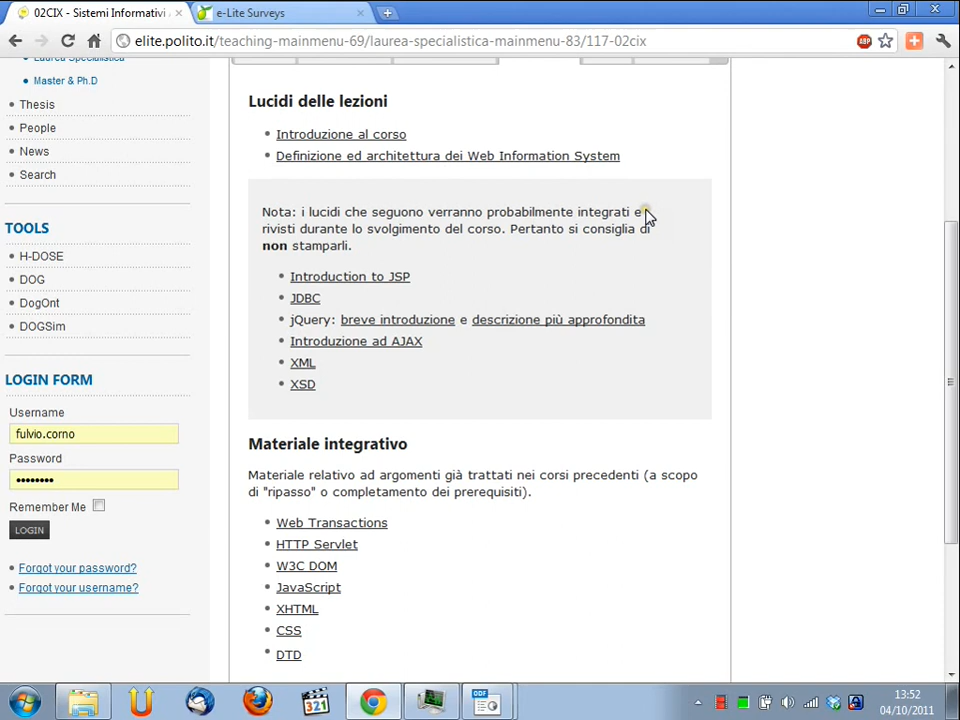 02CIX - Sistemi Informativi
e-Lite Surveys
elite.polito.it/teaching-mainmenu-69/laurea-specialistica-mainmenu-83/117-02cix
ABP
Laurea Specialistica
Master & Ph.D
Thesis
People
News
Search
TOOLS
H-DOSE
DOG
DogOnt
DOGSim
LOGIN FORM
Username
fulvio.corno
Password
Remember Me
LOGIN
Forgot your password?
Forgot your username?
Lucidi delle lezioni
Introduzione al corso
Definizione ed architettura dei Web Information System
Nota: i lucidi che seguono verranno probabilmente integrati e
rivisti durante lo svolgimento del corso. Pertanto si consiglia di
non stamparli.
Introduction to JSP
JDBC
jQuery: breve introduzione e descrizione più approfondita
Introduzione ad AJAX
XML
XSD
Materiale integrativo
Materiale relativo ad argomenti già trattati nei corsi precedenti (a scopo
di "ripasso" o completamento dei prerequisiti).
Web Transactions
HTTP Servlet
W3C DOM
JavaScript
XHTML
CSS
DTD
321
ODF
13:52
04/10/2011